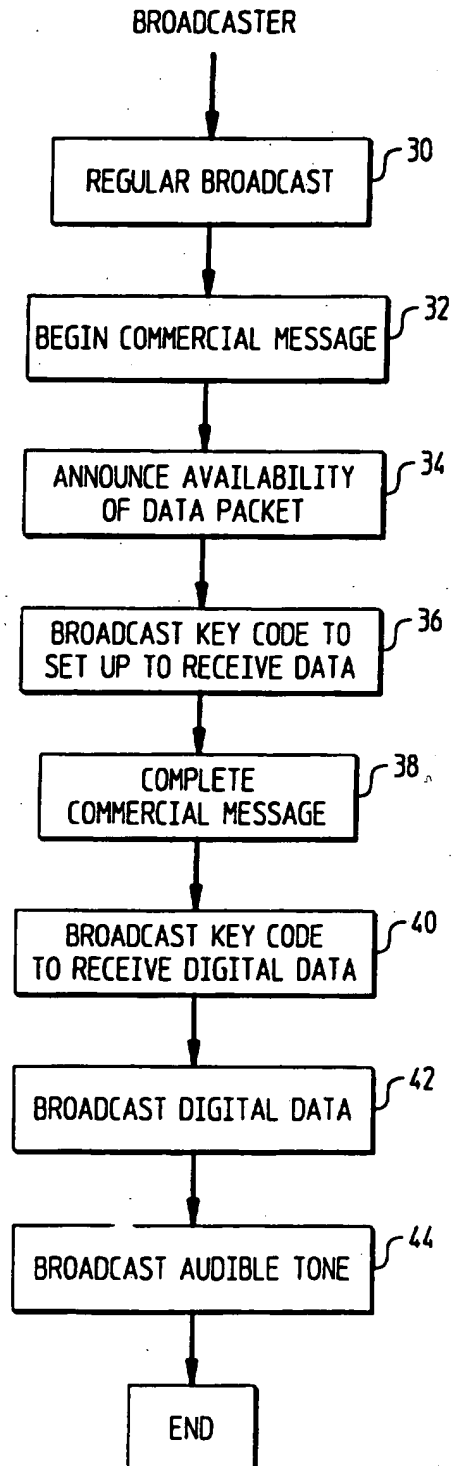 BROADCASTER
REGULAR BROADCAST
30
BEGIN COMMERCIAL MESSAGE
32
ANNOUNCE AVAILABILITY
OF DATA PACKET
34
BROADCAST KEY CODE TO
SET UP TO RECEIVE DATA
36
COMPLETE
COMMERCIAL MESSAGE
38
BROADCAST KEY CODE
TO RECEIVE DIGITAL DATA
40
BROADCAST DIGITAL DATA
42
BROADCAST AUDIBLE TONE
44
END